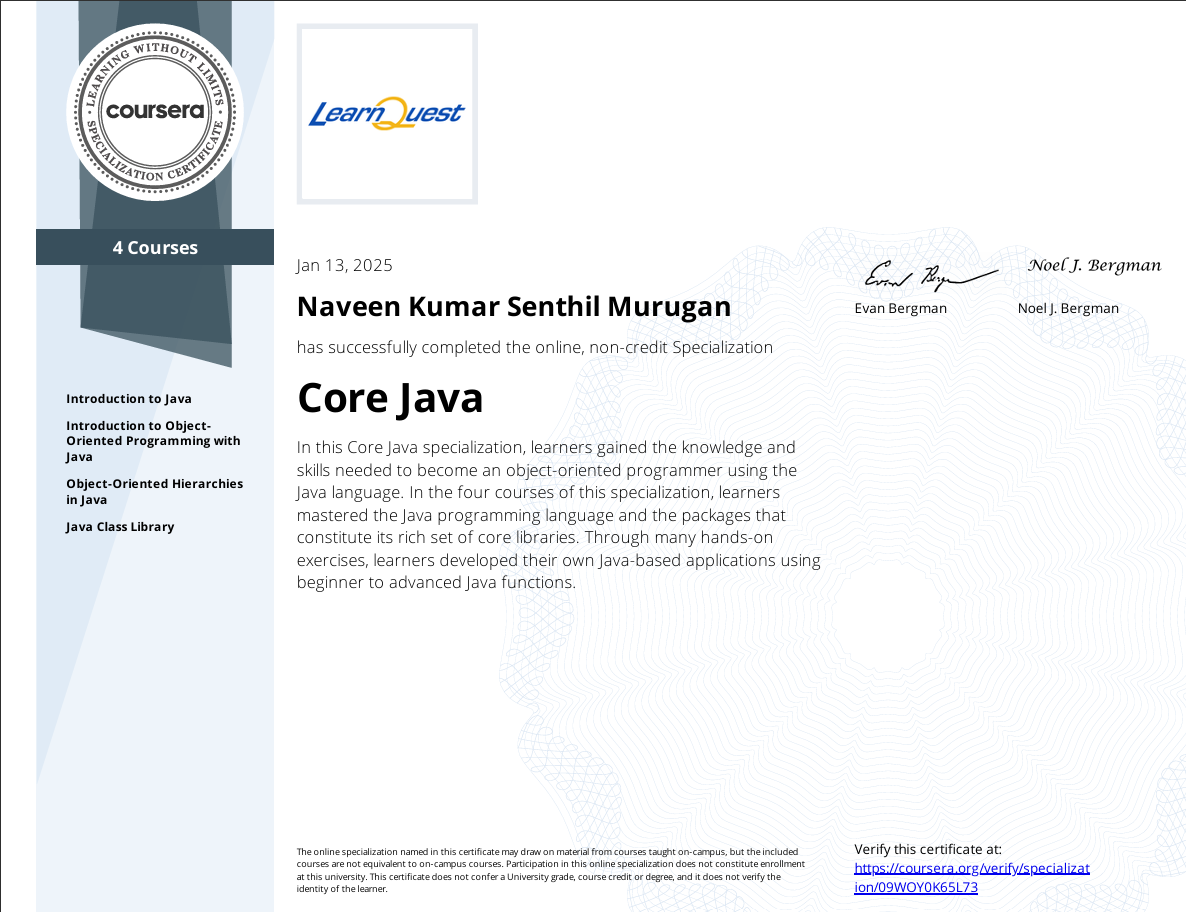 LEARNING WITHOUT LIMITS
coursera
SPECIALIZATION CERTIFICATE
4 Courses
Introduction to Java
Introduction to Object-
Oriented Programming with
Java
Object-Oriented Hierarchies
in Java
Java Class Library
LearnQuest
Jan 13, 2025
Naveen Kumar Senthil Murugan
has successfully completed the online, non-credit Specialization
Core Java
In this Core Java specialization, learners gained the knowledge and
skills needed to become an object-oriented programmer using the
Java language. In the four courses of this specialization, learners
mastered the Java programming language and the packages that
constitute its rich set of core libraries. Through many hands-on
exercises, learners developed their own Java-based applications using
beginner to advanced Java functions.
Evan Bergman
Noel J. Bergman
Evan Bergman
Noel J. Bergman
The online specialization named in this certificate may draw on material from courses taught on-campus, but the included
courses are not equivalent to on-campus courses. Participation in this online specialization does not constitute enrollment
at this university. This certificate does not confer a University grade, course credit or degree, and it does not verify the
identity of the learner.
Verify this certificate at:
https://coursera.org/verify/specializat
ion/09WOY0K65L73